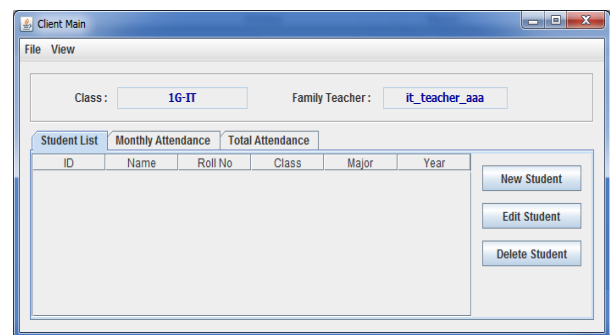 Client Main
File View
Class : 1G-IT Family Teacher : it_teacher_aaa
Student List Monthly Attendance Total Attendance
ID Name Roll No Class Major Year
New Student
Edit Student
Delete Student